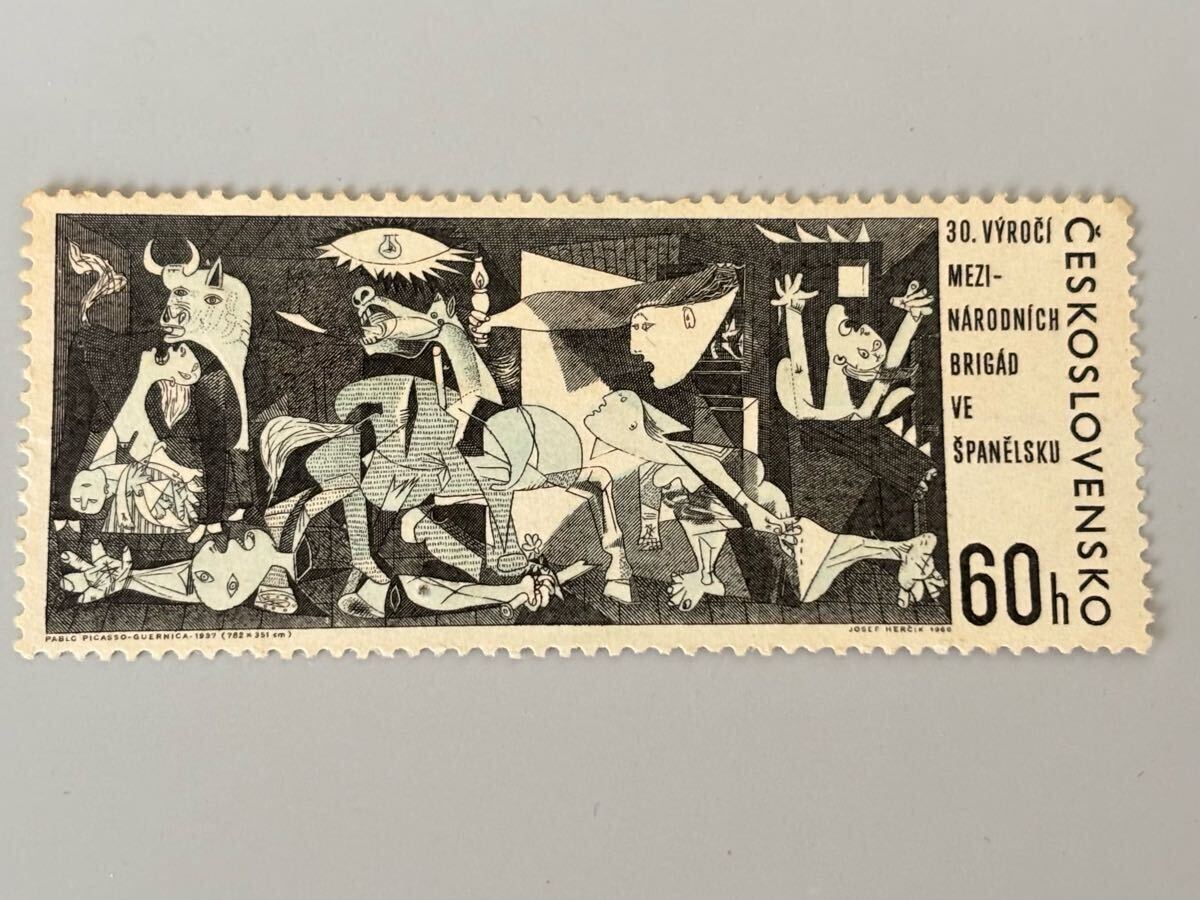 30. VÝROČÍ
MEZI-
NÁRODNÍCH
BRIGÁD
VE
ŠPANĚLSKU
ČESKOSLOVENSKO
60h
PABLO PICASSO-GUERNICA-1937 (782×351 cm)
JOSEF HERČÍK 1966